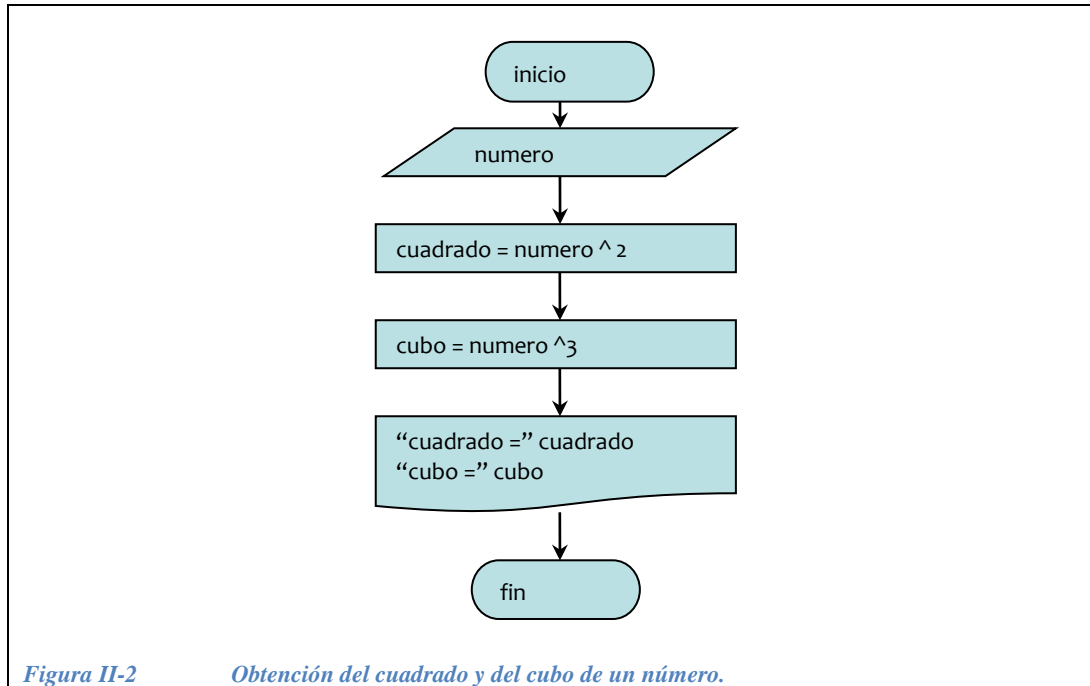 inicio
numero
cuadrado = numero ^ 2
cubo = numero ^3
“cuadrado =” cuadrado
“cubo =” cubo
fin
Figura II-2 Obtención del cuadrado y del cubo de un número.